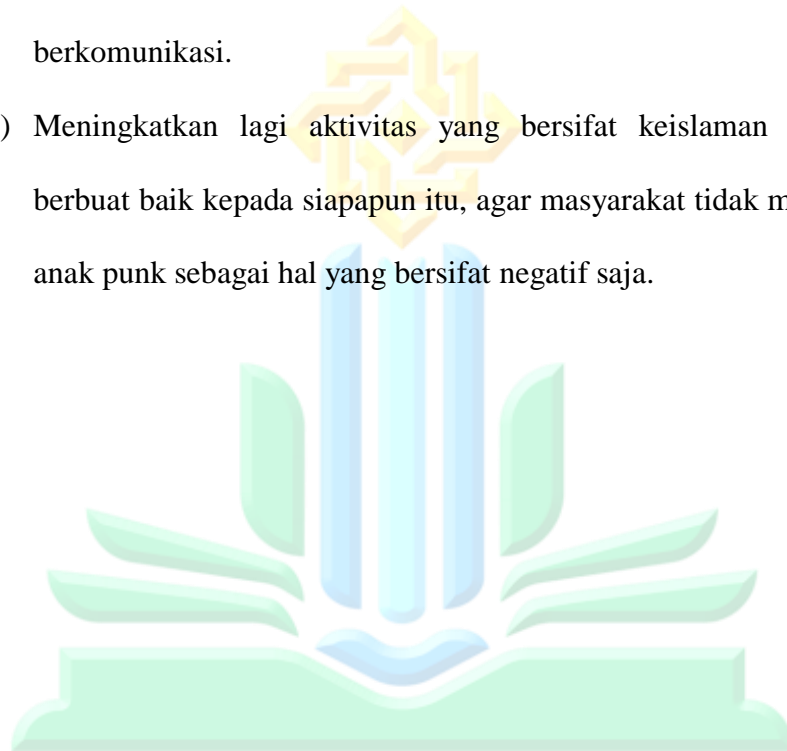 berkomunikasi.
) Meningkatkan lagi aktivitas yang bersifat keislaman
berbuat baik kepada siapapun itu, agar masyarakat tidak
anak punk sebagai hal yang bersifat negatif saja.